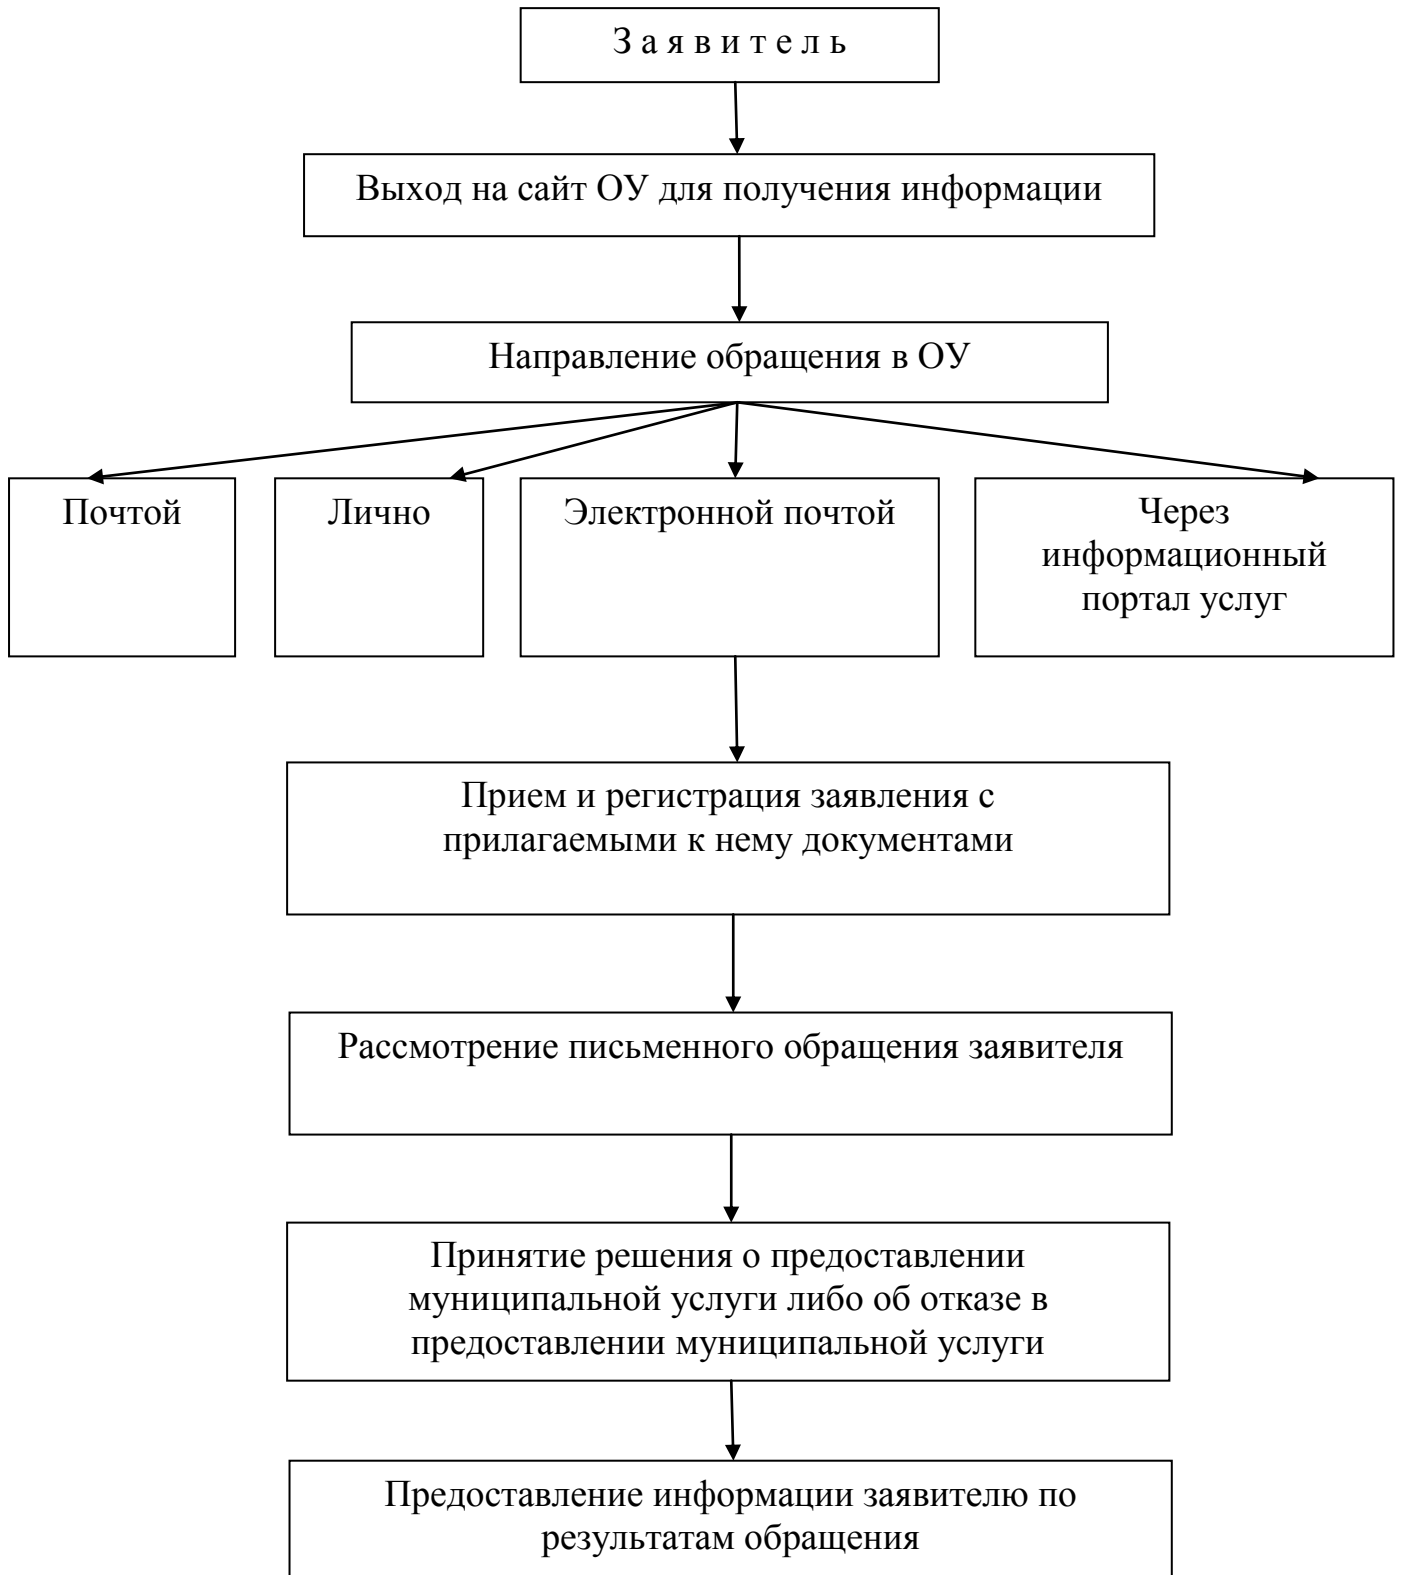 З а я в и т е л ь
Выход на сайт ОУ для получения информации
Направление обращения в ОУ
Почтой
Лично
Электронной почтой
Через
информационный
портал услуг
Прием и регистрация заявления с
прилагаемыми к нему документами
Рассмотрение письменного обращения заявителя
Принятие решения о предоставлении
муниципальной услуги либо об отказе в
предоставлении муниципальной услуги
Предоставление информации заявителю по
результатам обращения